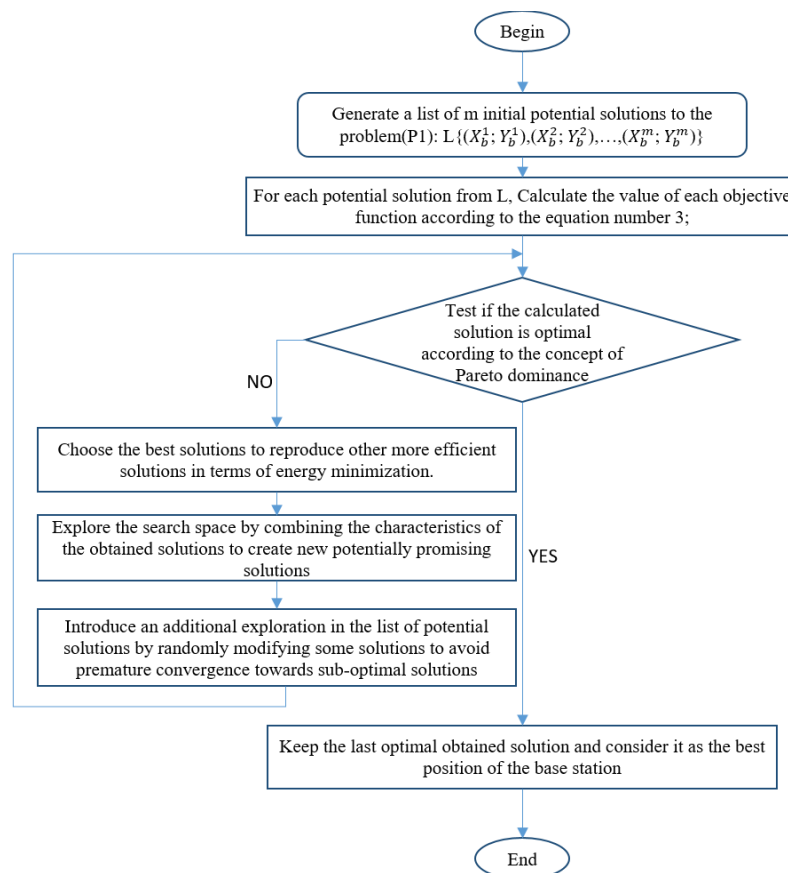 Begin
Generate a list of m initial potential solutions to the
problem(P1): L{(X_b^1; Y_b^1),(X_b^2; Y_b^2),…,(X_b^m; Y_b^m)}
For each potential solution from L, Calculate the value of each objective
function according to the equation number 3;
Test if the calculated
solution is optimal
according to the concept of
Pareto dominance
NO
Choose the best solutions to reproduce other more efficient
solutions in terms of energy minimization.
Explore the search space by combining the characteristics of
the obtained solutions to create new potentially promising
solutions
YES
Introduce an additional exploration in the list of potential
solutions by randomly modifying some solutions to avoid
premature convergence towards sub-optimal solutions
Keep the last optimal obtained solution and consider it as the best
position of the base station
End